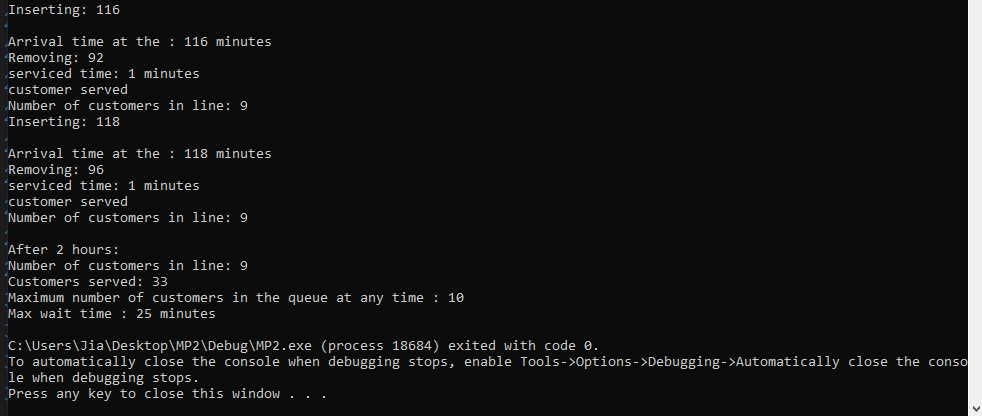 Inserting: 116
Arrival time at the : 116 minutes
Removing: 92
serviced time: 1 minutes
customer served
Number of customers in line: 9
Inserting: 118
Arrival time at the : 118 minutes
Removing: 96
serviced time: 1 minutes
customer served
Number of customers in line: 9
After 2 hours:
Number of customers in line: 9
Customers served: 33
Maximum number of customers in the queue at any time : 10
Max wait time : 25 minutes
C:\Users\Jia\Desktop\MP2\Debug\MP2.exe (process 18684) exited with code 0.
To automatically close the console when debugging stops, enable Tools->Options->Debugging->Automatically close the conso
le when debugging stops.
Press any key to close this window . . .